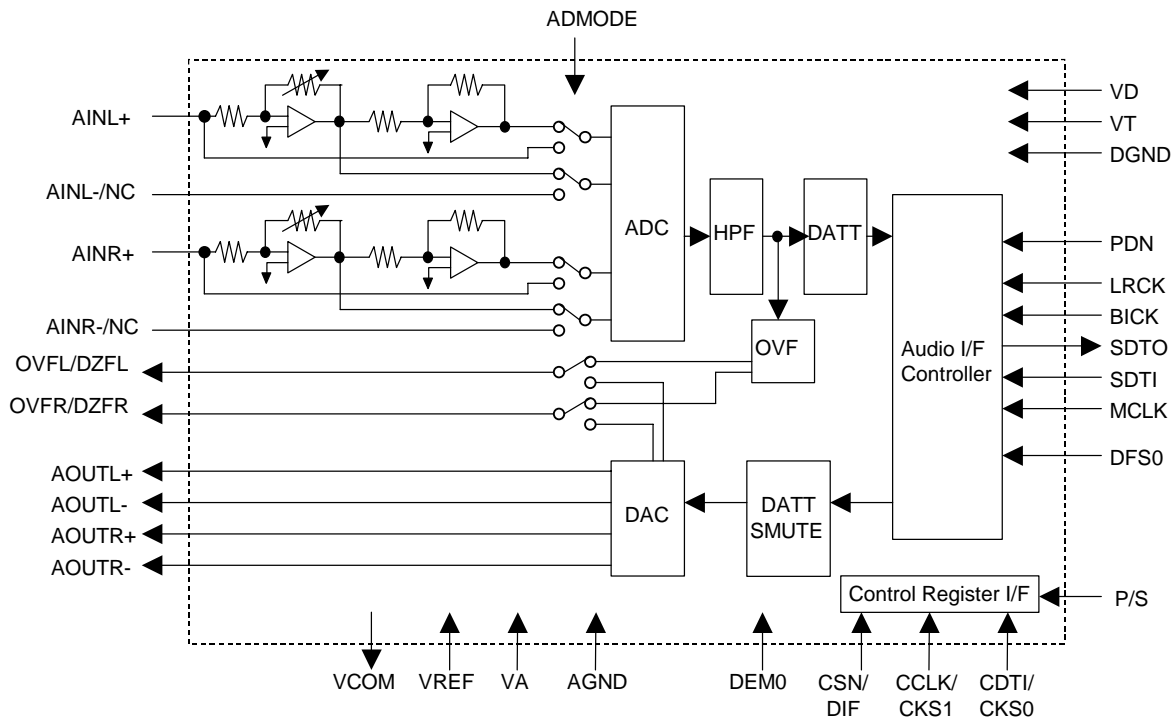 ADMODE
AINL+
AINL-/NC
AINR+
AINR-/NC
OVFL/DZFL
OVFR/DZFR
AOUTL+
AOUTL-
AOUTR+
AOUTR-
ADC
HPF
DATT
OVF
Audio I/F
Controller
DAC
DATT
SMUTE
Control Register I/F
VD
VT
DGND
PDN
LRCK
BICK
SDTO
SDTI
MCLK
DFS0
P/S
VCOM
VREF
VA
AGND
DEM0
CSN/
DIF
CCLK/
CKS1
CDTI/
CKS0